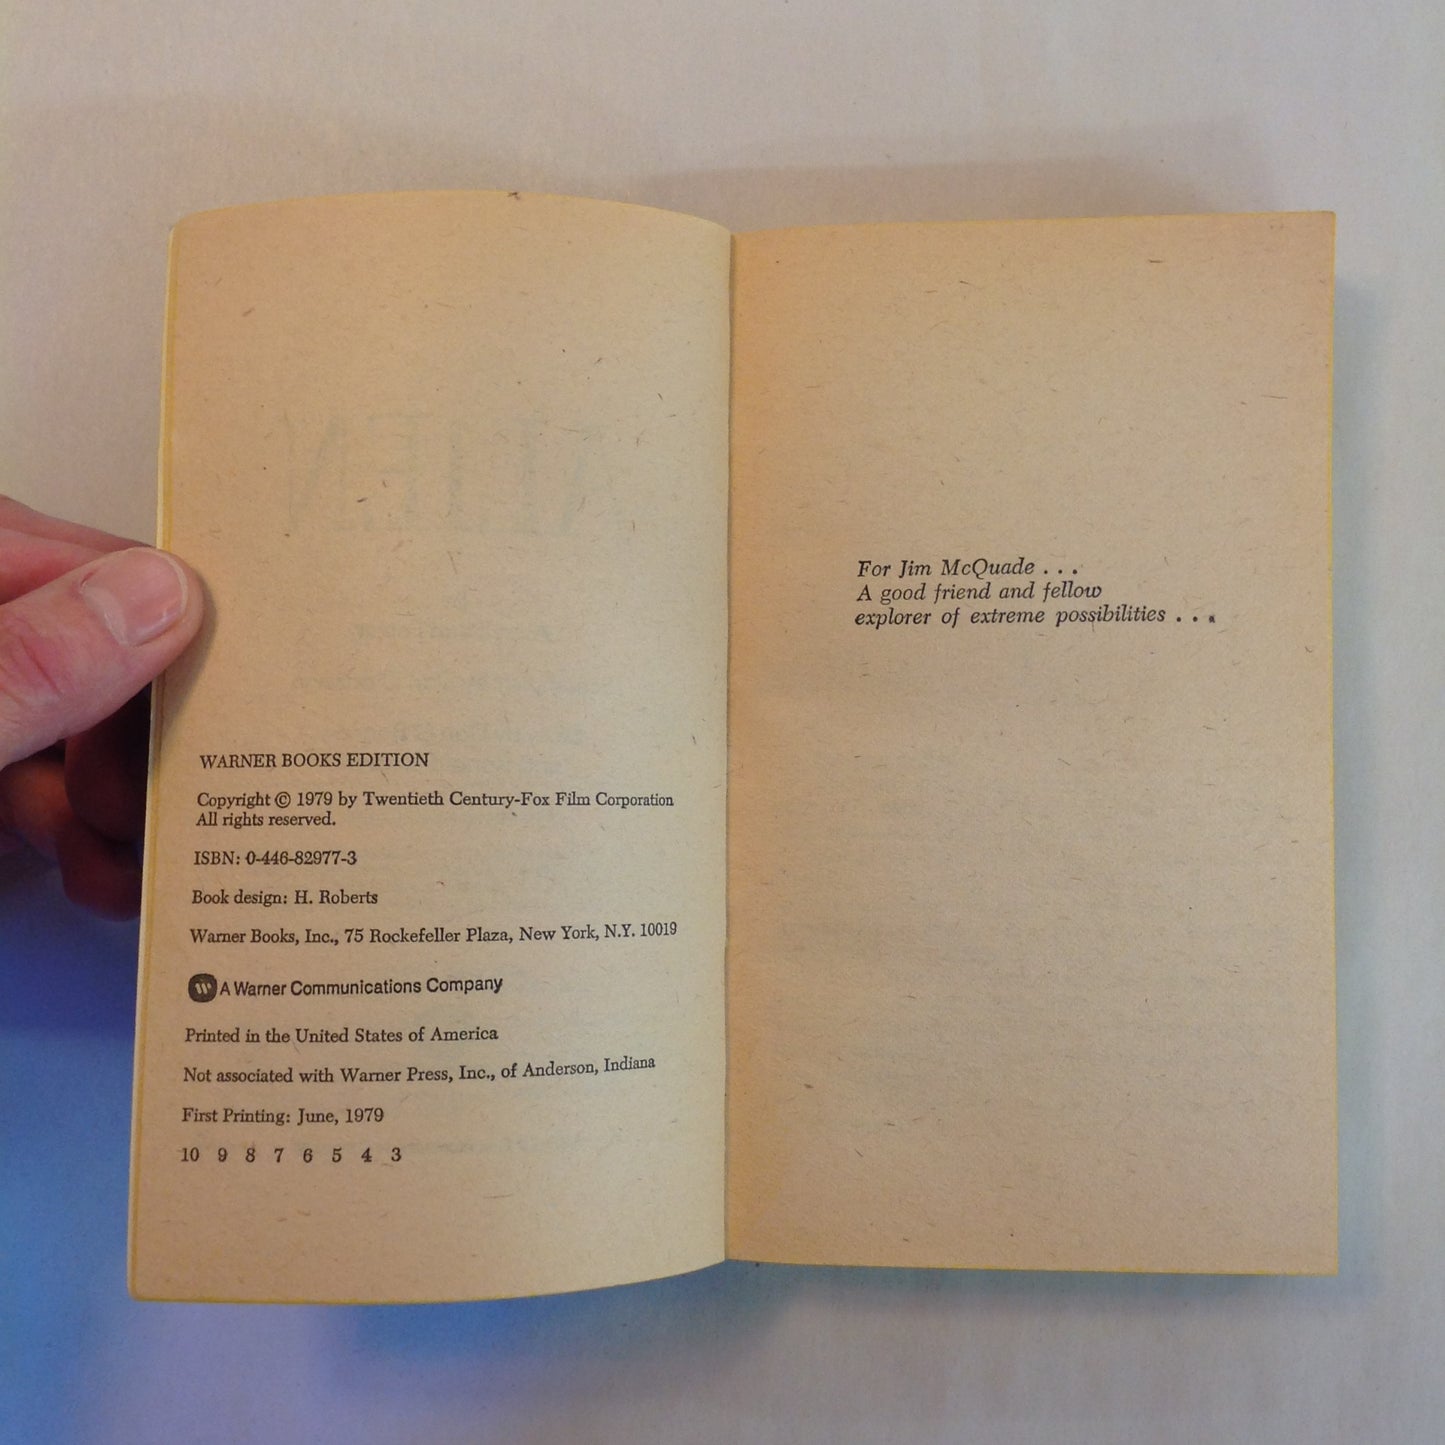 WARNER BOOKS EDITION
Copyright © 1979 by Twentieth Century-Fox Film Corporation
All rights reserved.
ISBN: 0-446-82977-3
Book design: H. Roberts
Warner Books, Inc., 75 Rockefeller Plaza, New York, N.Y. 10019
A Warner Communications Company
Printed in the United States of America
Not associated with Warner Press, Inc., of Anderson, Indiana
First Printing: June, 1979
10 9 8 7 6 5 4 3
For Jim McQuade . . .
A good friend and fellow
explorer of extreme possibilities . . .